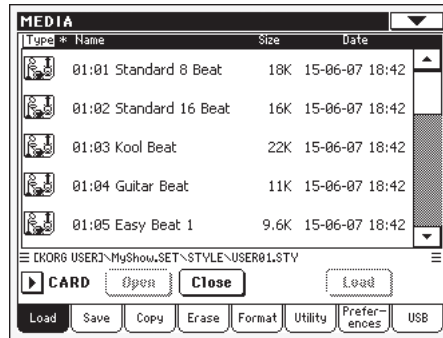 MEDIA
Type * Name Size Date
01:01 Standard 8 Beat 18K 15-06-07 18:42
01:02 Standard 16 Beat 16K 15-06-07 18:42
01:03 Kool Beat 22K 15-06-07 18:42
01:04 Guitar Beat 11K 15-06-07 18:42
01:05 Easy Beat 1 9.6K 15-06-07 18:42
[KORG USER]\MyShow.SET\STYLE\USER01.STY
CARD Open Close Load
Load Save Copy Erase Format Utility Prefer-
ences USB